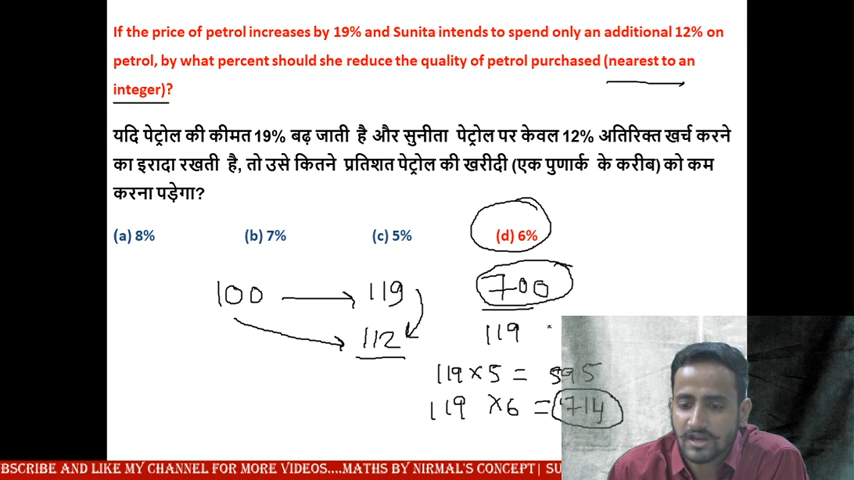 If the price of petrol increases by 19% and Sunita intends to spend only an additional 12% on
petrol, by what percent should she reduce the quality of petrol purchased (nearest to an
integer)?
यदि पेट्रोल की कीमत 19% बढ़ जाती है और सुनीता पेट्रोल पर केवल 12% अतिरिक्त खर्च करने
का इरादा रखती है, तो उसे कितने प्रतिशत पेट्रोल की खरीदी (एक पुणार्क के करीब) को कम
करना पड़ेगा?
(a) 8% (b) 7% (c) 5% (d) 6%
100 119 700
112 119
119 × 5 = 595
119 × 6 = 714
BSCRIBE AND LIKE MY CHANNEL FOR MORE VIDEOS....MATHS BY NIRMAL'S CONCEPT| SU